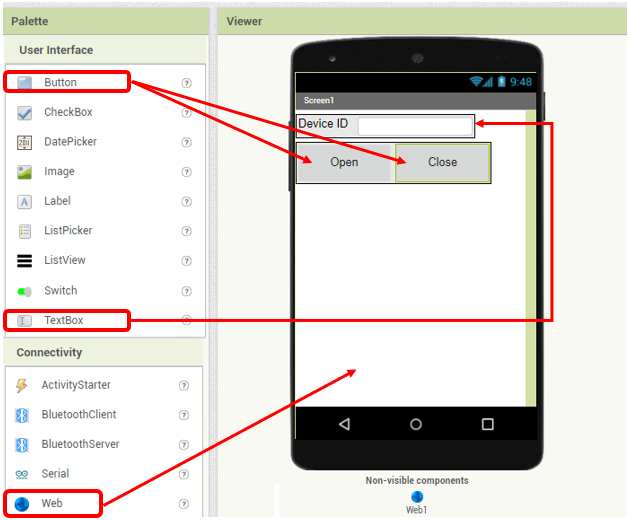 Palette
User Interface
Button
?
CheckBox
?
DatePicker
?
Image
?
Label
?
ListPicker
?
ListView
?
Switch
?
TextBox
?
Connectivity
ActivityStarter
?
BluetoothClient
?
BluetoothServer
?
Serial
?
Web
?
Viewer
9:48
Screen1
Device ID
Open
Close
Non-visible components
Web1